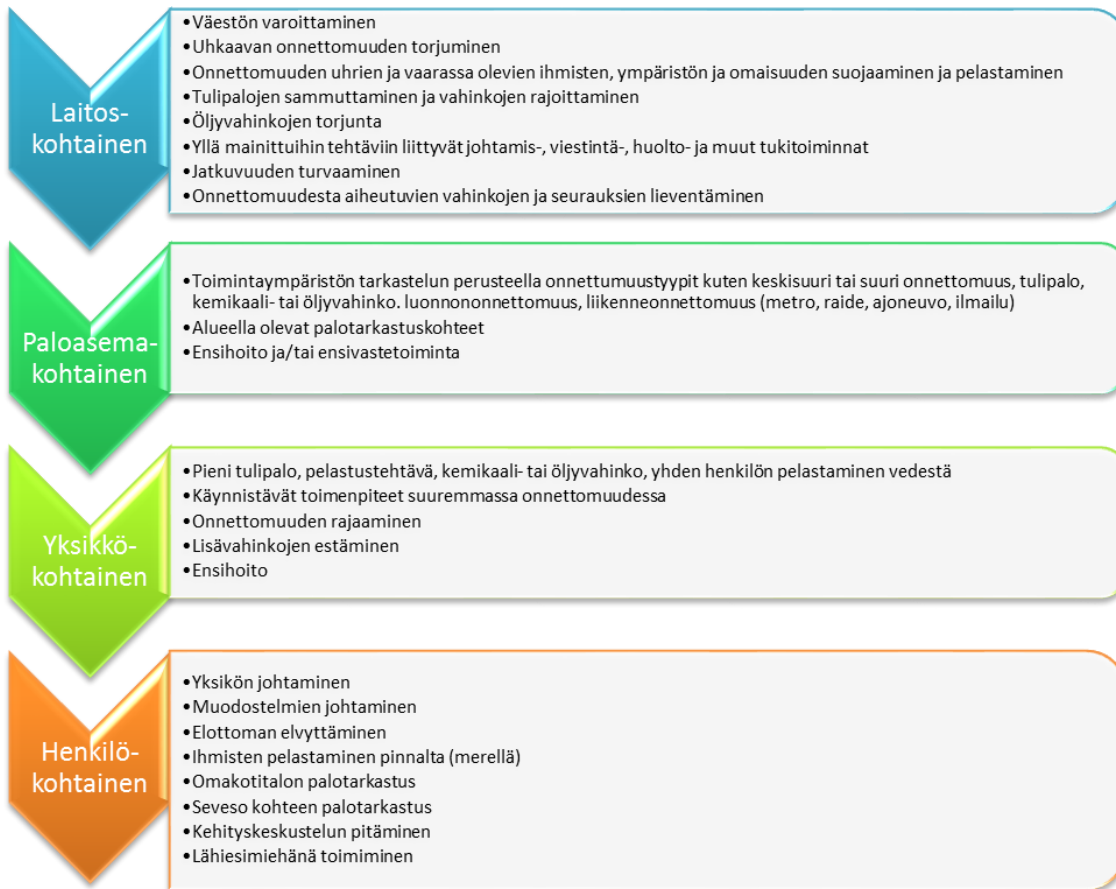 Laitos-
kohtainen
•Väestön varoittaminen
•Uhkaavan onnettomuuden torjuminen
•Onnettomuuden uhrien ja vaarassa olevien ihmisten, ympäristön ja omaisuuden suojaaminen ja pelastaminen
•Tulipalojen sammuttaminen ja vahinkojen rajoittaminen
•Öljyvahinkojen torjunta
•Yllä mainittuihin tehtäviin liittyvät johtamis-, viestintä-, huolto- ja muut tukitoiminnat
•Jatkuvuuden turvaaminen
•Onnettomuudesta aiheutuvien vahinkojen ja seurauksien lieventäminen
Paloasema-
kohtainen
•Toimintaympäristön tarkastelun perusteella onnettumuustyypit kuten keskisuuri tai suuri onnettomuus, tulipalo,
kemikaali- tai öljyvahinko. luonnononnettomuus, liikenneonnettomuus (metro, raide, ajoneuvo, ilmailu)
•Alueella olevat palotarkastuskohteet
•Ensihoito ja/tai ensivastetoiminta
Yksikkö-
kohtainen
•Pieni tulipalo, pelastustehtävä, kemikaali- tai öljyvahinko, yhden henkilön pelastaminen vedestä
•Käynnistävät toimenpiteet suuremmassa onnettomuudessa
•Onnettomuuden rajaaminen
•Lisävahinkojen estäminen
•Ensihoito
Henkilö-
kohtainen
•Yksikön johtaminen
•Muodostelmien johtaminen
•Elottoman elvyttäminen
•Ihmisten pelastaminen pinnalta (merellä)
•Omakotitalon palotarkastus
•Seveso kohteen palotarkastus
•Kehityskeskustelun pitäminen
•Lähiesimiehänä toimiminen